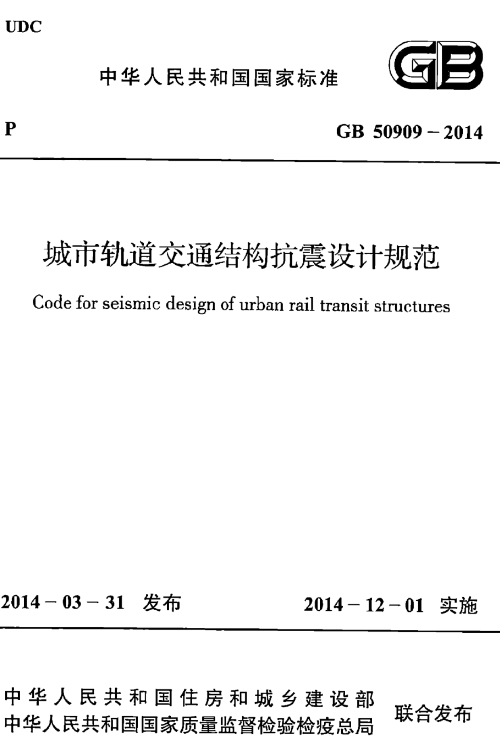 UDC
中华人民共和国国家标准
GB
P
GB 50909－2014
城市轨道交通结构抗震设计规范
Code for seismic design of urban rail transit structures
2014－03－31 发布
2014－12－01 实施
中华人民共和国住房和城乡建设部
中华人民共和国国家质量监督检验检疫总局
联合发布